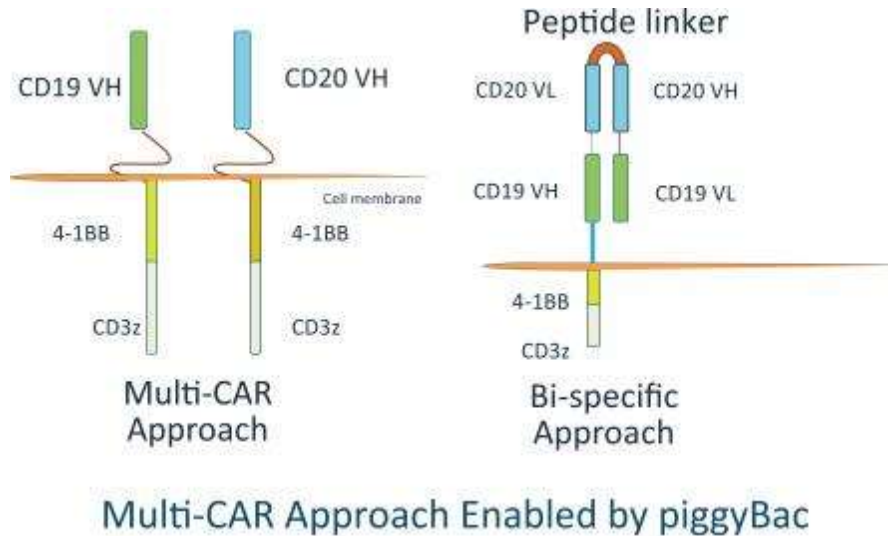 CD19 VH
CD20 VH
Cell membrane
4-1BB
4-1BB
CD3z
CD3z
Multi-CAR
Approach
Peptide linker
CD20 VL
CD20 VH
CD19 VH
CD19 VL
4-1BB
CD3z
Bi-specific
Approach
Multi-CAR Approach Enabled by piggyBac